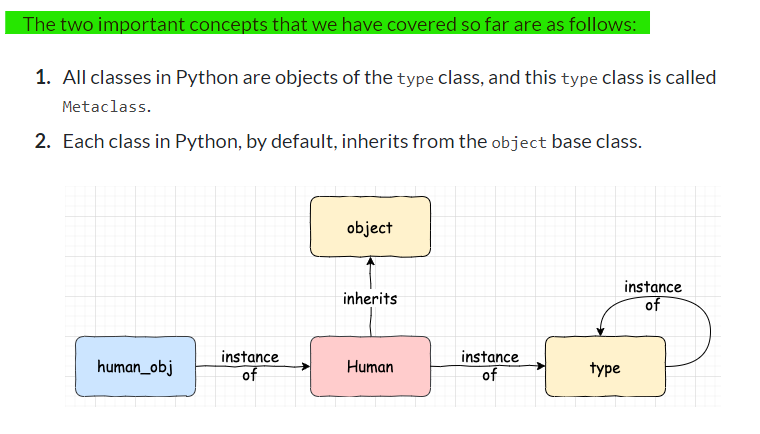 The two important concepts that we have covered so far are as follows:
1. All classes in Python are objects of the type class, and this type class is called
Metaclass.
2. Each class in Python, by default, inherits from the object base class.
object
inherits
instance
of
human_obj
instance
of
Human
instance
of
type